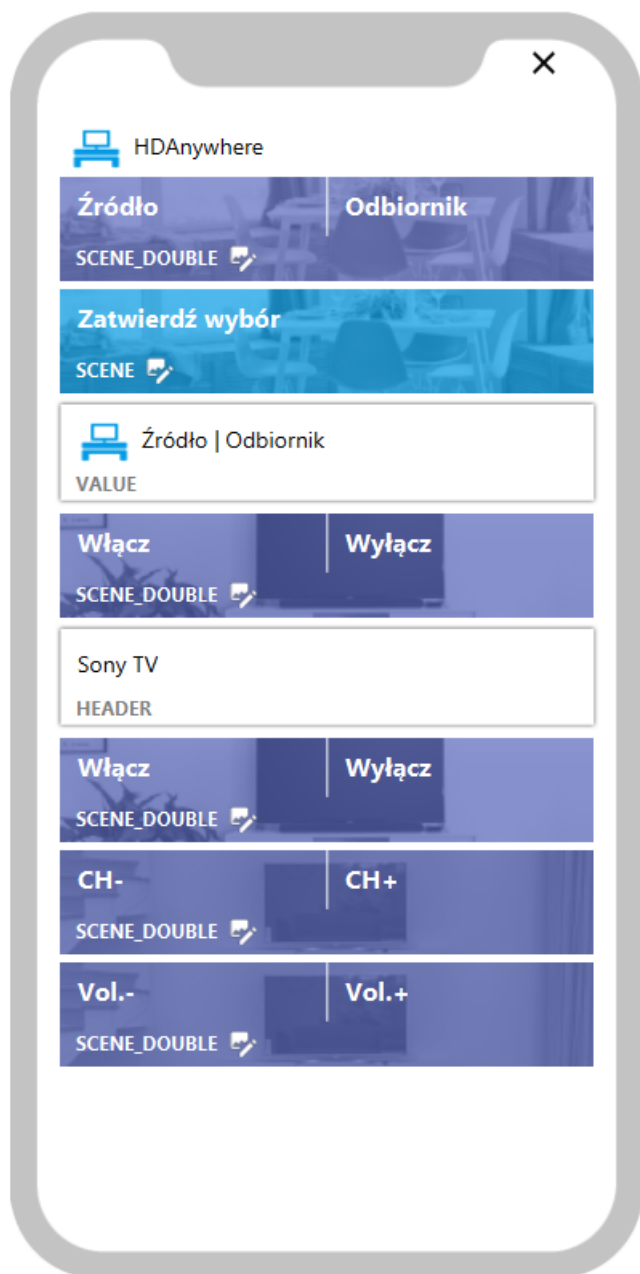 HDAnywhere
Źródło Odbiornik
SCENE_DOUBLE
Zatwierdź wybór
SCENE
Źródło | Odbiornik
VALUE
Włącz Wyłącz
SCENE_DOUBLE
Sony TV
HEADER
Włącz Wyłącz
SCENE_DOUBLE
CH- CH+
SCENE_DOUBLE
Vol.- Vol.+
SCENE_DOUBLE